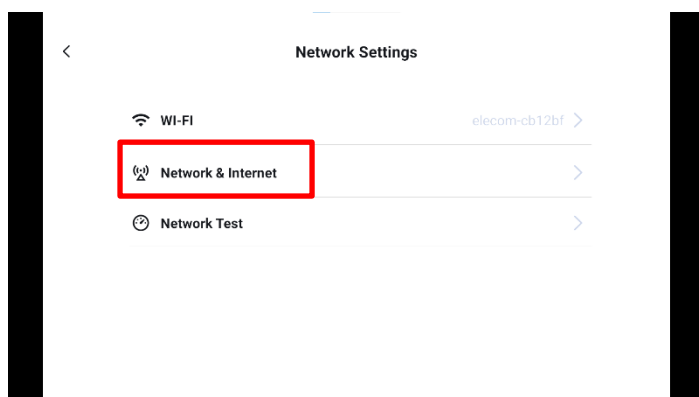 Network Settings
WI-FI elecom-cb12bf
Network & Internet
Network Test